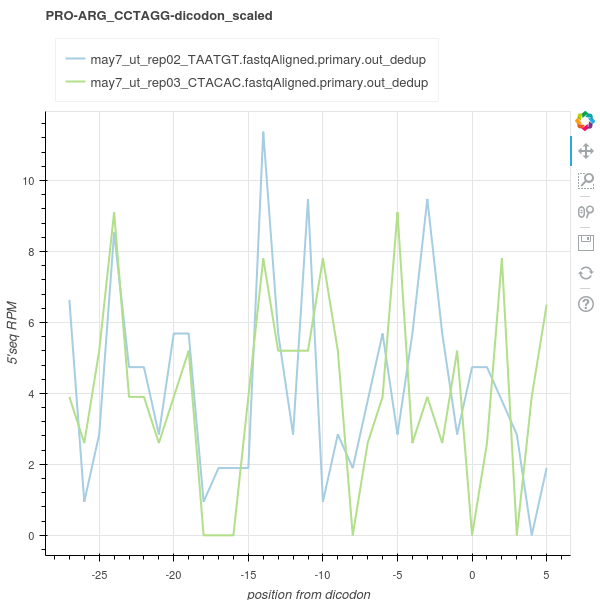 PRO-ARG_CCTAGG-dicodon_scaled
may7_ut_rep02_TAATGT.fastqAligned.primary.out_dedup
may7_ut_rep03_CTACAC.fastqAligned.primary.out_dedup
10
8
6
4
2
0
5'seq RPM
-25 -20 -15 -10 -5 0 5
position from dicodon